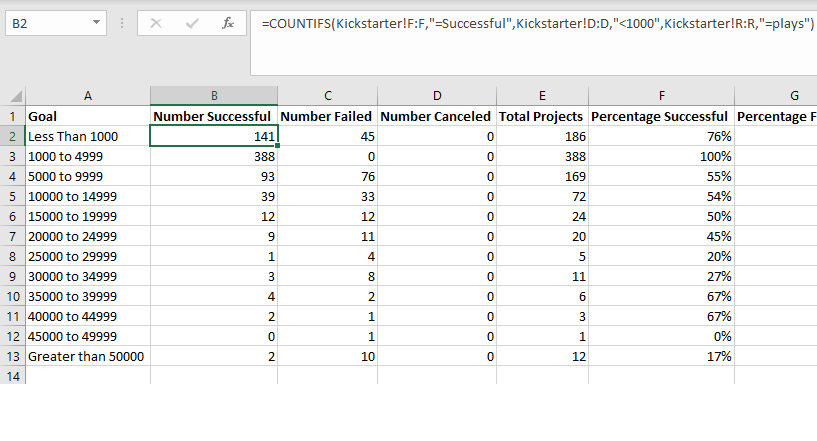 B2 fx =COUNTIFS(Kickstarter!F:F,"=Successful",Kickstarter!D:D,"<1000",Kickstarter!R:R,"=plays")
A B C D E F G
1 Goal Number Successful Number Failed Number Canceled Total Projects Percentage Successful Percentage F
2 Less Than 1000 141 45 0 186 76%
3 1000 to 4999 388 0 0 388 100%
4 5000 to 9999 93 76 0 169 55%
5 10000 to 14999 39 33 0 72 54%
6 15000 to 19999 12 12 0 24 50%
7 20000 to 24999 9 11 0 20 45%
8 25000 to 29999 1 4 0 5 20%
9 30000 to 34999 3 8 0 11 27%
10 35000 to 39999 4 2 0 6 67%
11 40000 to 44999 2 1 0 3 67%
12 45000 to 49999 0 1 0 1 0%
13 Greater than 50000 2 10 0 12 17%
14